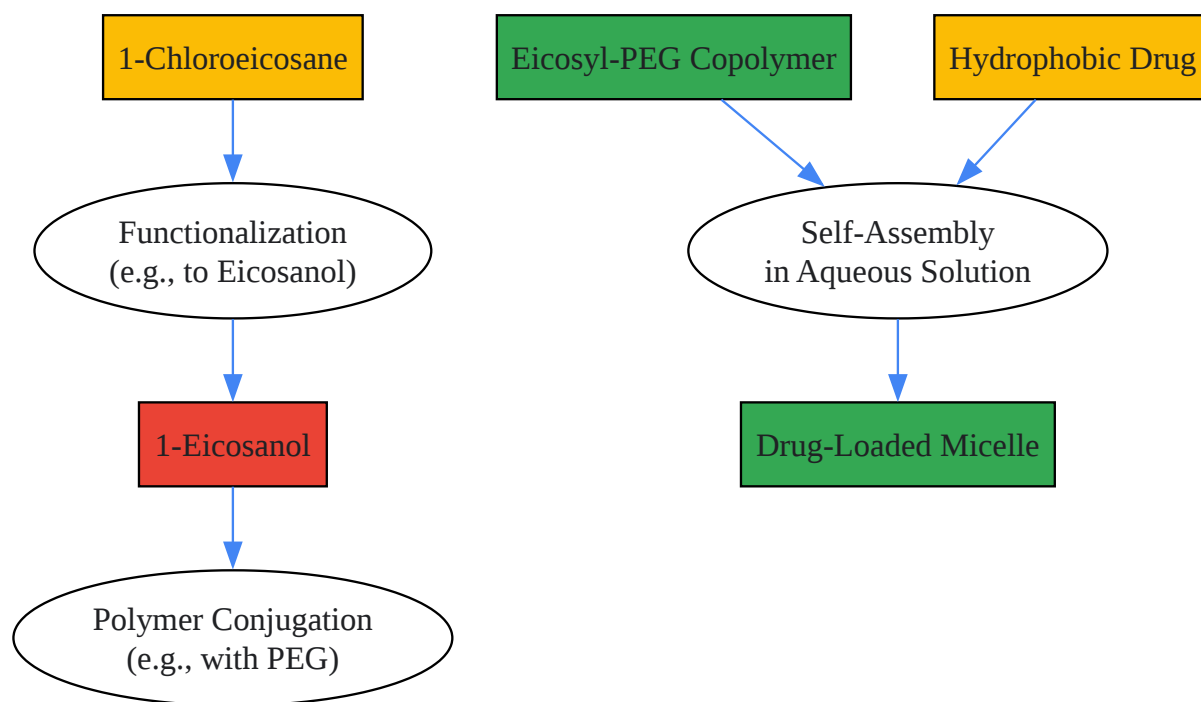 1-Chloroeicosane
Eicosyl-PEG Copolymer
Hydrophobic Drug
Functionalization
(e.g., to Eicosanol)
Self-Assembly
in Aqueous Solution
1-Eicosanol
Drug-Loaded Micelle
Polymer Conjugation
(e.g., with PEG)